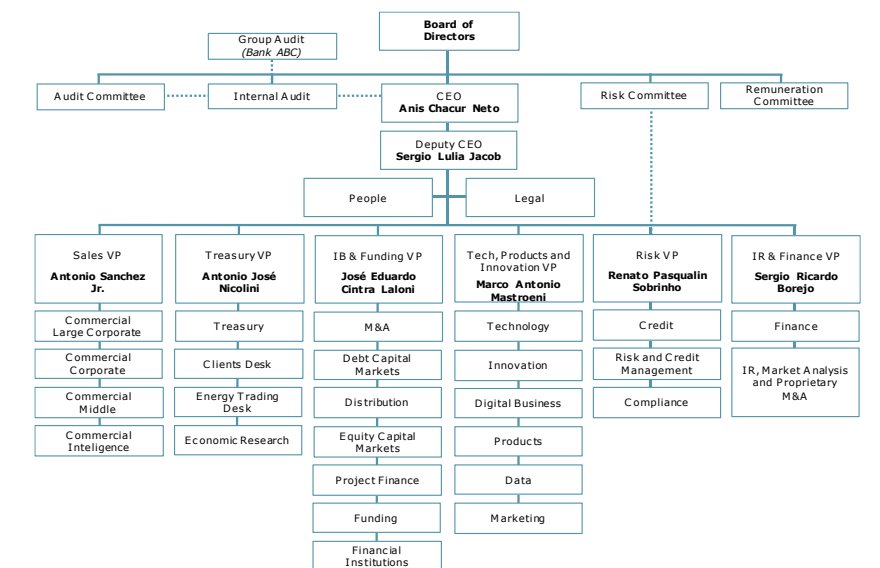 Board of
Directors
Group Audit
(Bank ABC)
Audit Committee
Internal Audit
CEO
Anis Chacur Neto
Risk Committee
Remuneration
Committee
Deputy CEO
Sergio Lulia Jacob
People
Legal
Sales VP
Antonio Sanchez
Jr.
Treasury VP
Antonio José
Nicolini
IB & Funding VP
José Eduardo
Cintra Laloni
Tech, Products and
Innovation VP
Marco Antonio
Mastroeni
Risk VP
Renato Pasqualin
Sobrinho
IR & Finance VP
Sergio Ricardo
Borejo
Commercial
Large Corporate
Commercial
Corporate
Commercial
Middle
Commercial
Inteligence
Treasury
Clients Desk
Energy Trading
Desk
Economic Research
M&A
Debt Capital
Markets
Distribution
Equity Capital
Markets
Project Finance
Funding
Financial
Institutions
Technology
Innovation
Digital Business
Products
Data
Marketing
Credit
Risk and Credit
Management
Compliance
Finance
IR, Market Analysis
and Proprietary
M&A